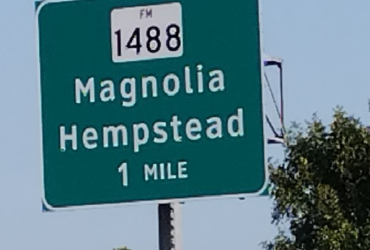 FM
1488
Magnolia
Hempstead
1 MILE